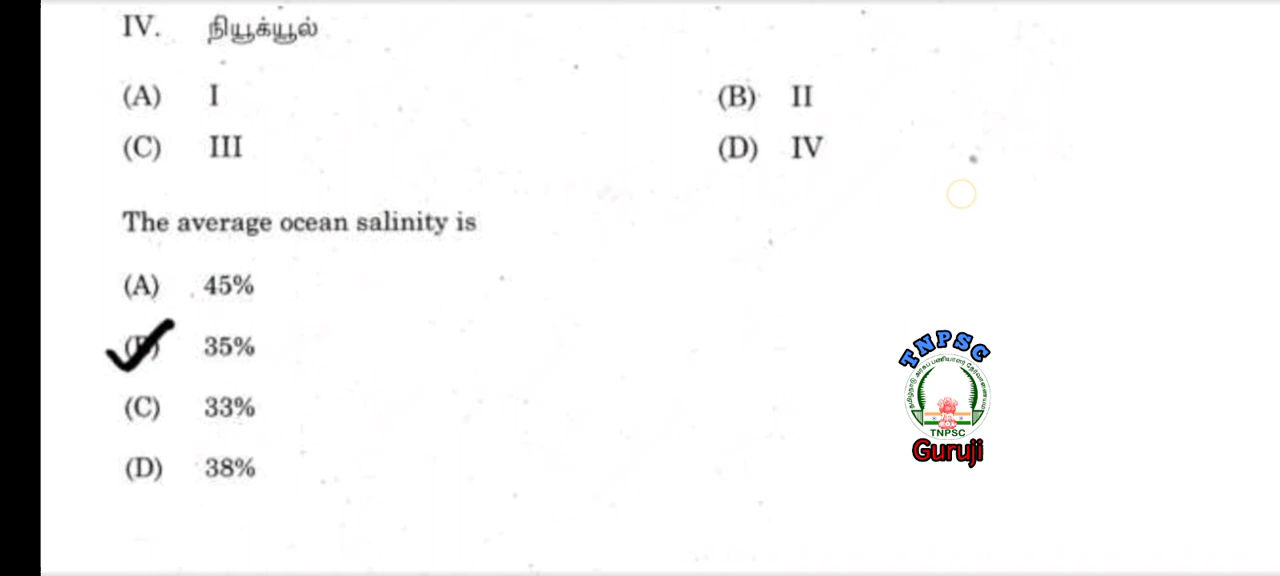 IV. நியூக்யூல்
(A) I (B) II
(C) III (D) IV
The average ocean salinity is
(A) 45%
(B) 35%
(C) 33%
(D) 38%
TNPSC
TNPSC
Guruji